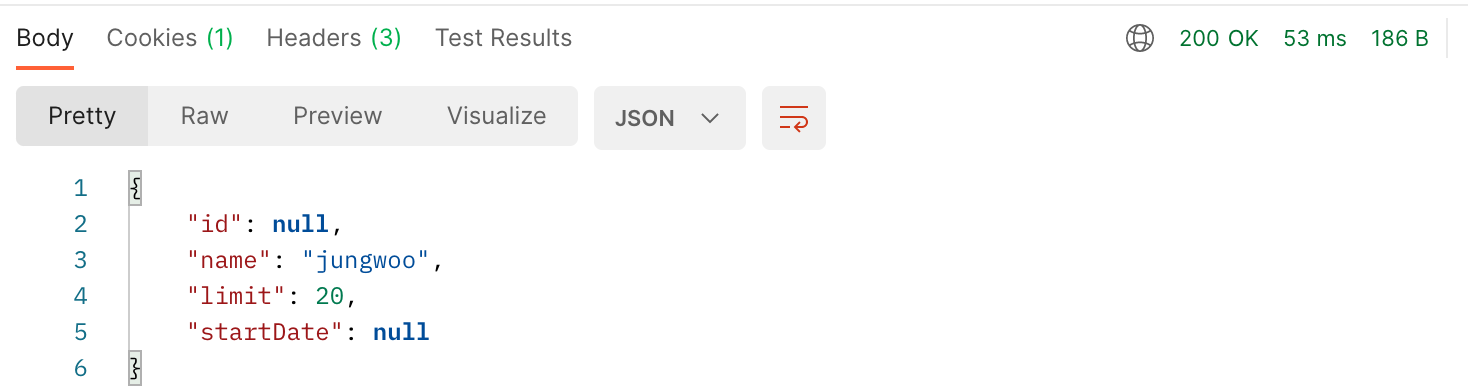 Body Cookies (1) Headers (3) Test Results 200 OK 53 ms 186 B
Pretty Raw Preview Visualize JSON
1 {
2 "id": null,
3 "name": "jungwoo",
4 "limit": 20,
5 "startDate": null
6 }